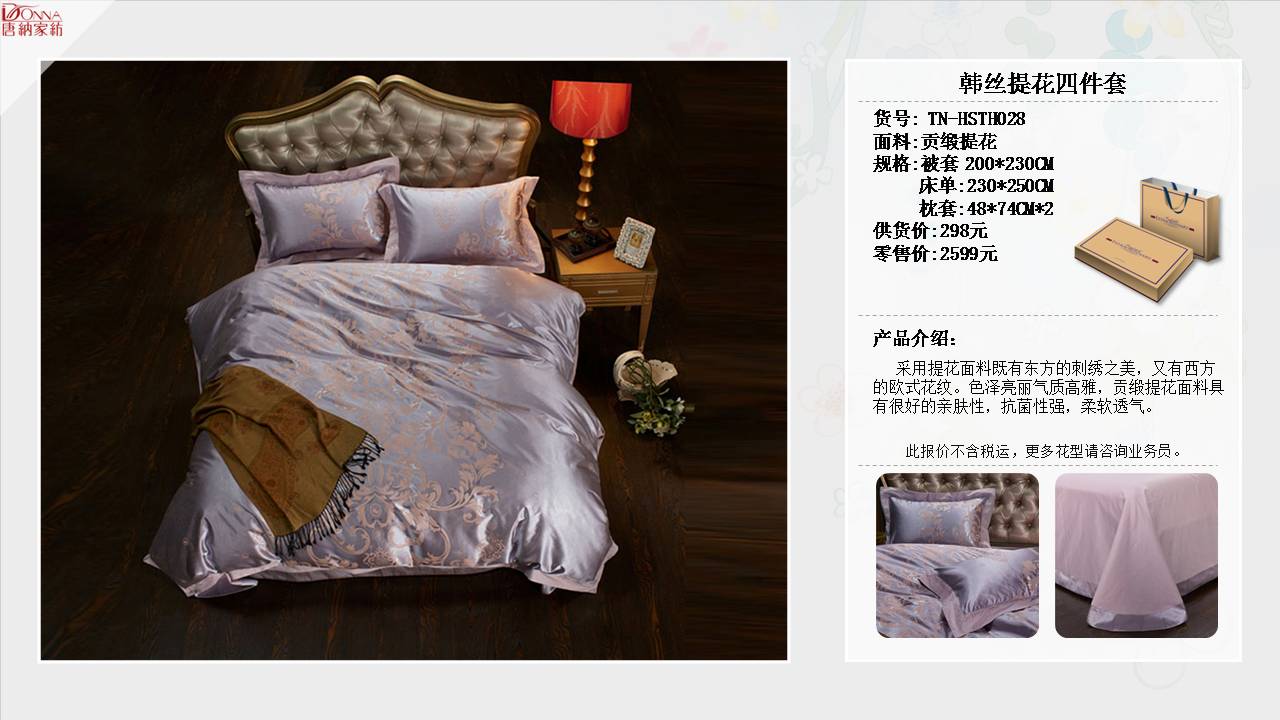 DONNA
唐納家紡
韩丝提花四件套
货号: TN-HSTH028
面料:贡缎提花
规格:被套 200*230CM
床单:230*250CM
枕套:48*74CM*2
供货价:298元
零售价:2599元
产品介绍:
采用提花面料既有东方的刺绣之美，又有西方
的欧式花纹。色泽亮丽气质高雅。贡缎提花面料具
有很好的亲肤性，抗菌性强，柔软透气。
此报价不含税运，更多花型请咨询业务员。